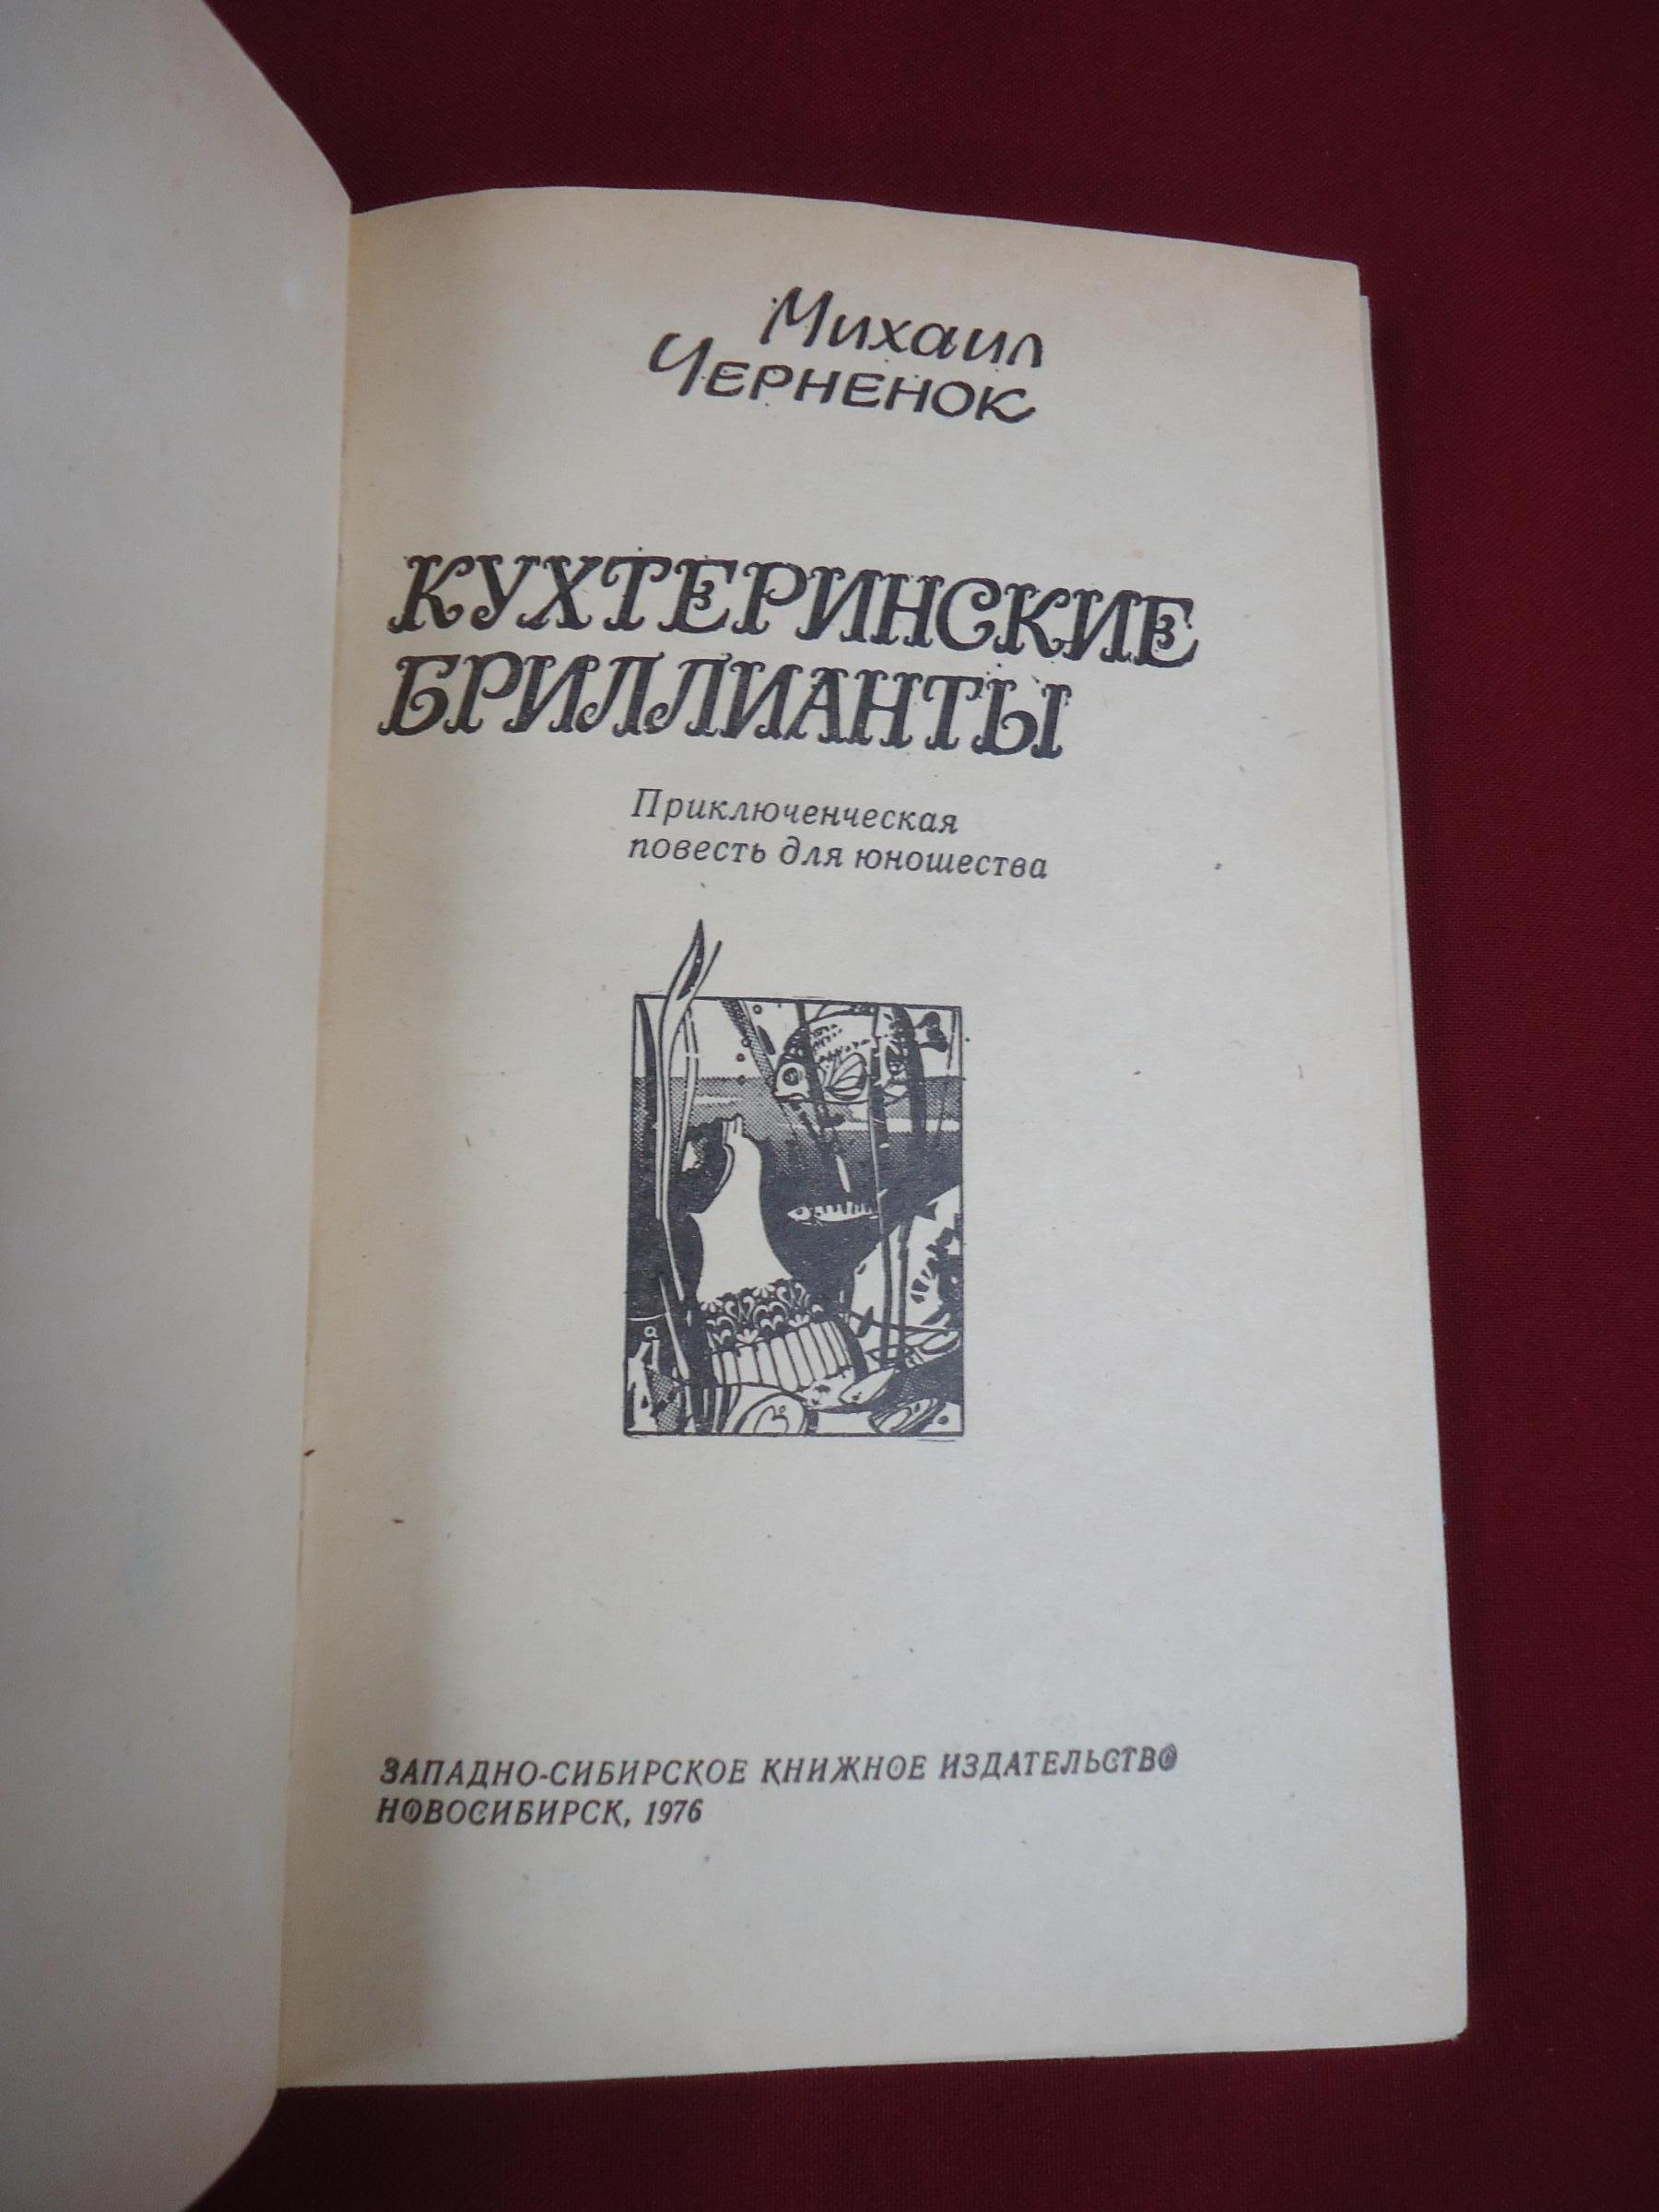 Михаил
Черненок
КУХТЕРИНСКИЕ
БРИЛЛИАНТЫ
Приключенческая
повесть для юношества
ЗАПАДНО-СИБИРСКОЕ КНИЖНОЕ ИЗДАТЕЛЬСТВО
НОВОСИБИРСК, 1976